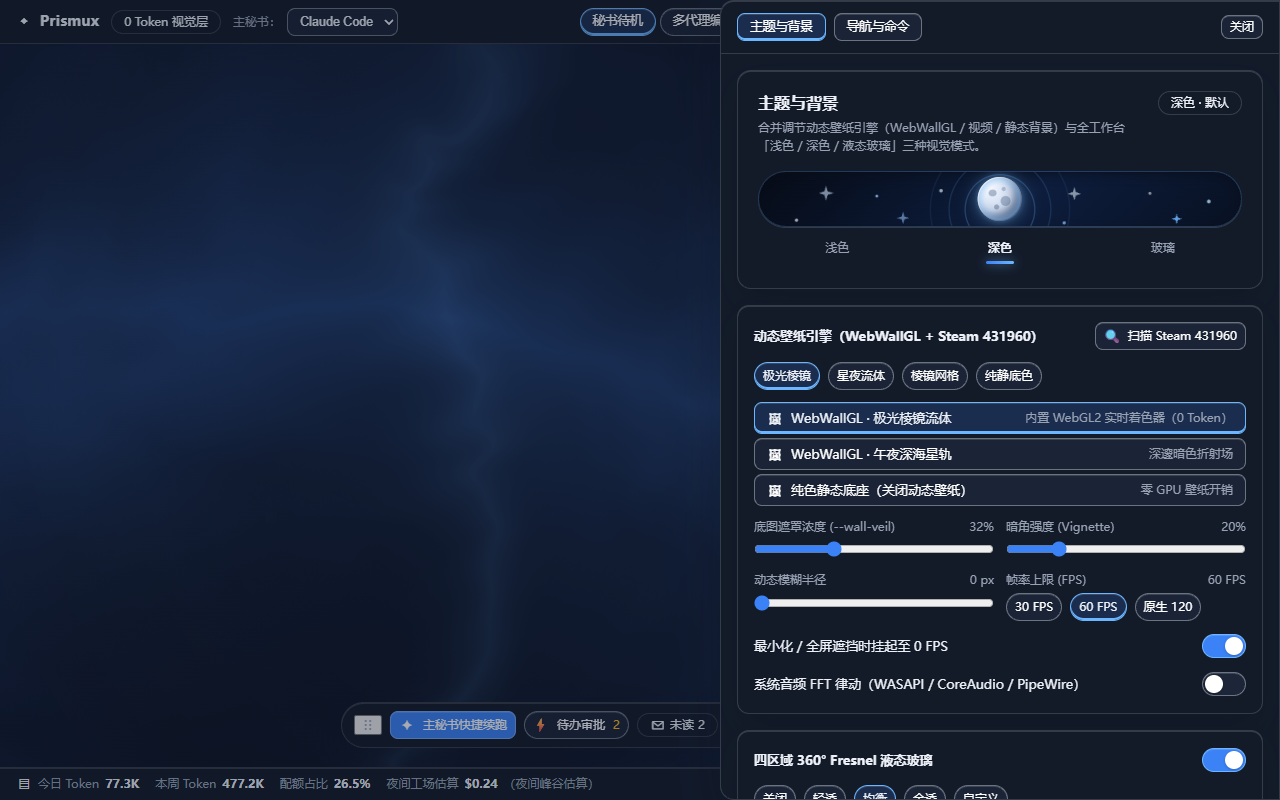 Prismux
0 Token 视觉层
主秘书：
Claude Code
秘书待机
多代理编
主题与背景
导航与命令
关闭
主题与背景
深色 · 默认
合并调节动态壁纸引擎（WebWallGL / 视频 / 静态背景）与全工作台
「浅色 / 深色 / 液态玻璃」三种视觉模式。
浅色
深色
玻璃
动态壁纸引擎（WebWallGL + Steam 431960）
扫描 Steam 431960
极光棱镜
星夜流体
棱镜网格
纯静底色
WebWallGL · 极光棱镜流体
内置 WebGL2 实时着色器（0 Token）
WebWallGL · 午夜深海星轨
深邃暗色折射场
纯色静态底座（关闭动态壁纸）
零 GPU 壁纸开销
底图遮罩浓度 (--wall-veil)
32%
暗角强度 (Vignette)
20%
动态模糊半径
0 px
帧率上限 (FPS)
60 FPS
30 FPS
60 FPS
原生 120
最小化 / 全屏遮挡时挂起至 0 FPS
系统音频 FFT 律动（WASAPI / CoreAudio / PipeWire）
主秘书快捷续跑
待办审批 2
未读 2
四区域 360° Fresnel 液态玻璃
关闭
轻透
均衡
全透
自定义
今日 Token 77.3K
本周 Token 477.2K
配额占比 26.5%
夜间工场估算 $0.24
（夜间峰谷估算）